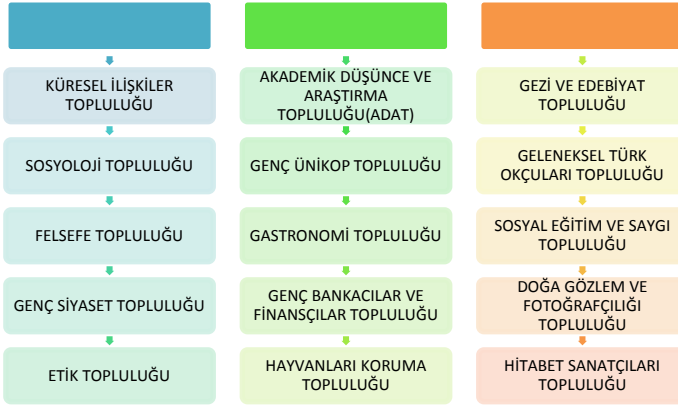 KÜRESEL İLİŞKİLER
TOPLULUĞU
SOSYOLOJİ TOPLULUĞU
FELSEFE TOPLULUĞU
GENÇ SİYASET TOPLULUĞU
ETİK TOPLULUĞU
AKADEMİK DÜŞÜNCE VE
ARAŞTIRMA
TOPLULUĞU(ADAT)
GENÇ ÜNİKOP TOPLULUĞU
GASTRONOMİ TOPLULUĞU
GENÇ BANKACILAR VE
FİNANSÇILAR TOPLULUĞU
HAYVANLARI KORUMA
TOPLULUĞU
GEZİ VE EDEBİYAT
TOPLULUĞU
GELENEKSEL TÜRK
OKÇULARI TOPLULUĞU
SOSYAL EĞİTİM VE SAYGI
TOPLULUĞU
DOĞA GÖZLEM VE
FOTOĞRAFÇILIĞI
TOPLULUĞU
HİTABET SANATÇILARI
TOPLULUĞU